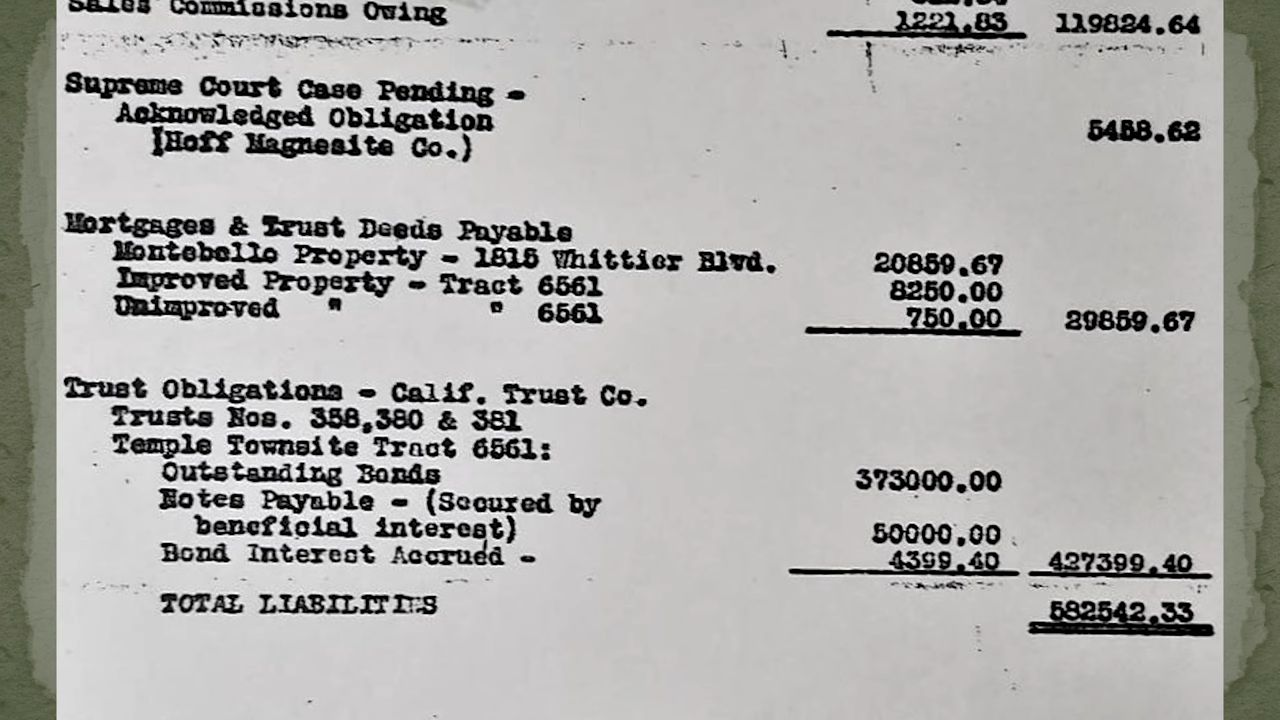 Sales Commissions Owing 1221.83 119824.64
Supreme Court Case Pending -
Acknowledged Obligation 5458.62
(Hoff Magnesite Co.)
Mortgages & Trust Deeds Payable
Montebello Property - 1815 Whittier Blvd. 20859.67
Improved Property - Tract 6561 8250.00
Unimproved " " 6561 750.00 29859.67
Trust Obligations - Calif. Trust Co.
Trusts Nos. 358,380 & 381
Temple Townsite Tract 6561:
Outstanding Bonds 373000.00
Notes Payable - (Secured by
beneficial interest) 50000.00
Bond Interest Accrued - 4399.40 427399.40
TOTAL LIABILITIES 582542.33